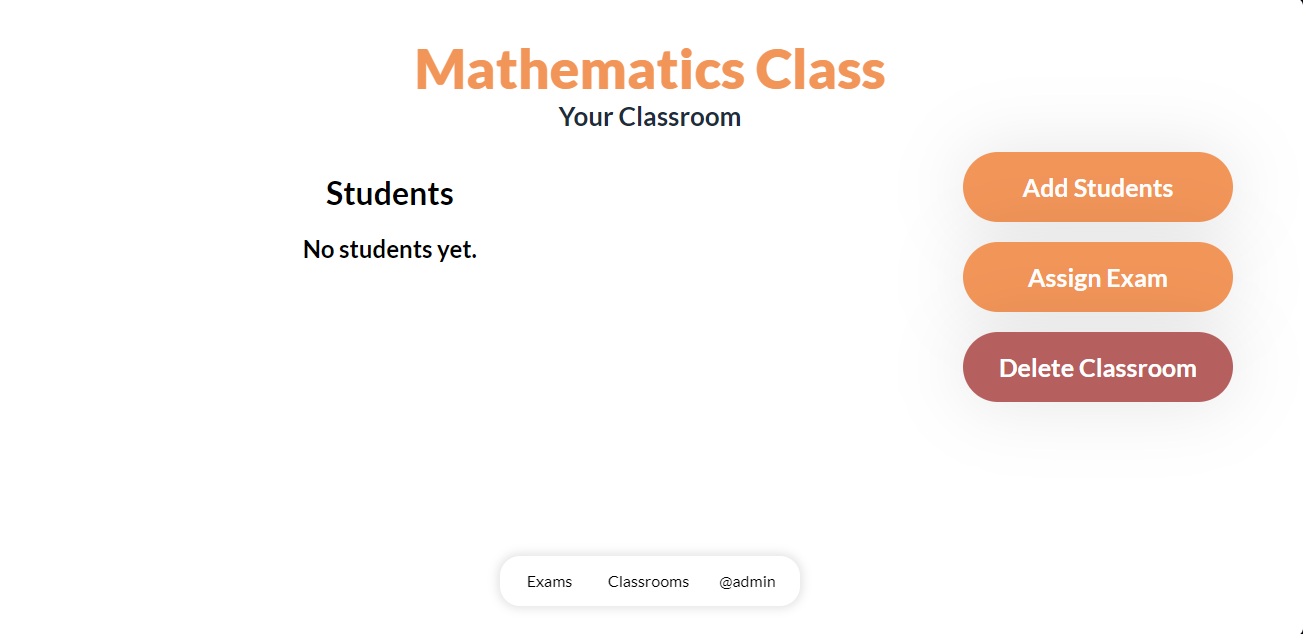 Mathematics Class
Your Classroom
Students
No students yet.
Add Students
Assign Exam
Delete Classroom
Exams Classrooms @admin